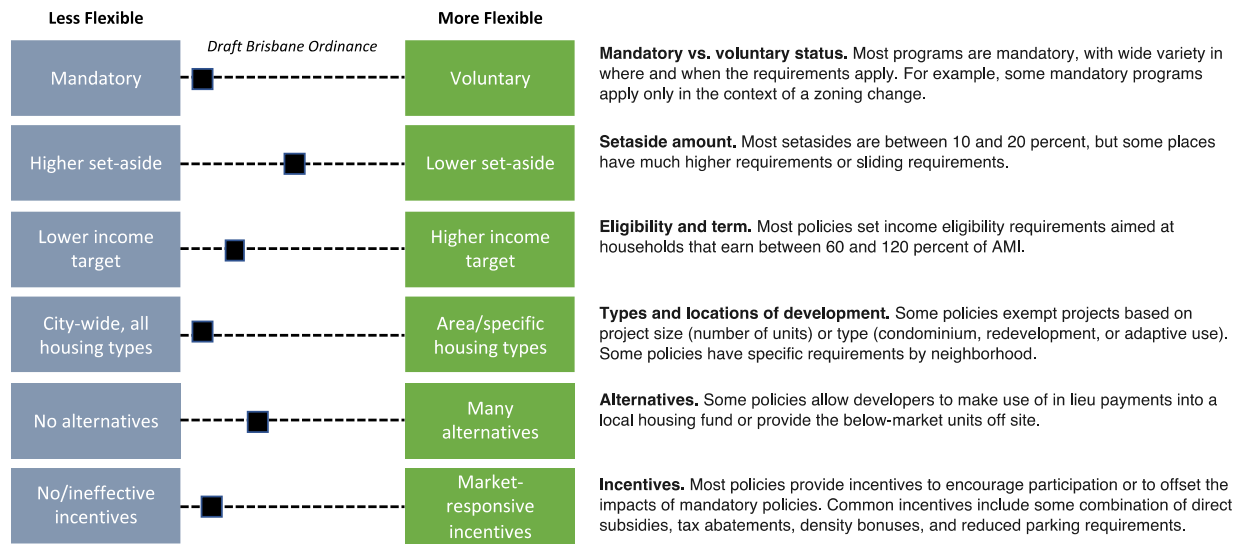 Less Flexible
More Flexible
Draft Brisbane Ordinance
Mandatory
Voluntary
Mandatory vs. voluntary status. Most programs are mandatory, with wide variety in
where and when the requirements apply. For example, some mandatory programs
apply only in the context of a zoning change.
Higher set-aside
Lower set-aside
Setaside amount. Most setasides are between 10 and 20 percent, but some places
have much higher requirements or sliding requirements.
Lower income
target
Higher income
target
Eligibility and term. Most policies set income eligibility requirements aimed at
households that earn between 60 and 120 percent of AMI.
City-wide, all
housing types
Area/specific
housing types
Types and locations of development. Some policies exempt projects based on
project size (number of units) or type (condominium, redevelopment, or adaptive use).
Some policies have specific requirements by neighborhood.
No alternatives
Many
alternatives
Alternatives. Some policies allow developers to make use of in lieu payments into a
local housing fund or provide the below-market units off site.
No/ineffective
incentives
Market-
responsive
incentives
Incentives. Most policies provide incentives to encourage participation or to offset the
impacts of mandatory policies. Common incentives include some combination of direct
subsidies, tax abatements, density bonuses, and reduced parking requirements.